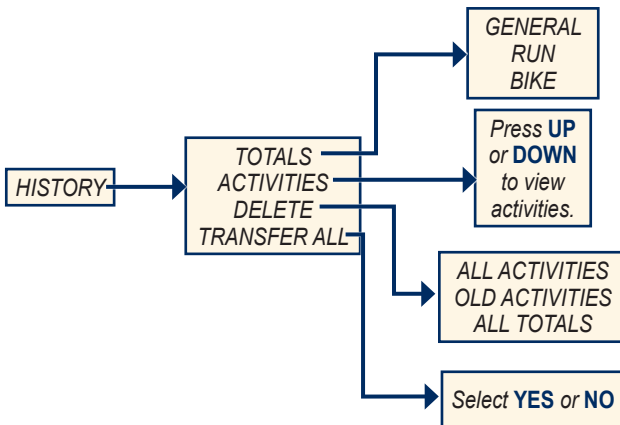 HISTORY
TOTALS
ACTIVITIES
DELETE
TRANSFER ALL
GENERAL
RUN
BIKE
Press UP
or DOWN
to view
activities.
ALL ACTIVITIES
OLD ACTIVITIES
ALL TOTALS
Select YES or NO